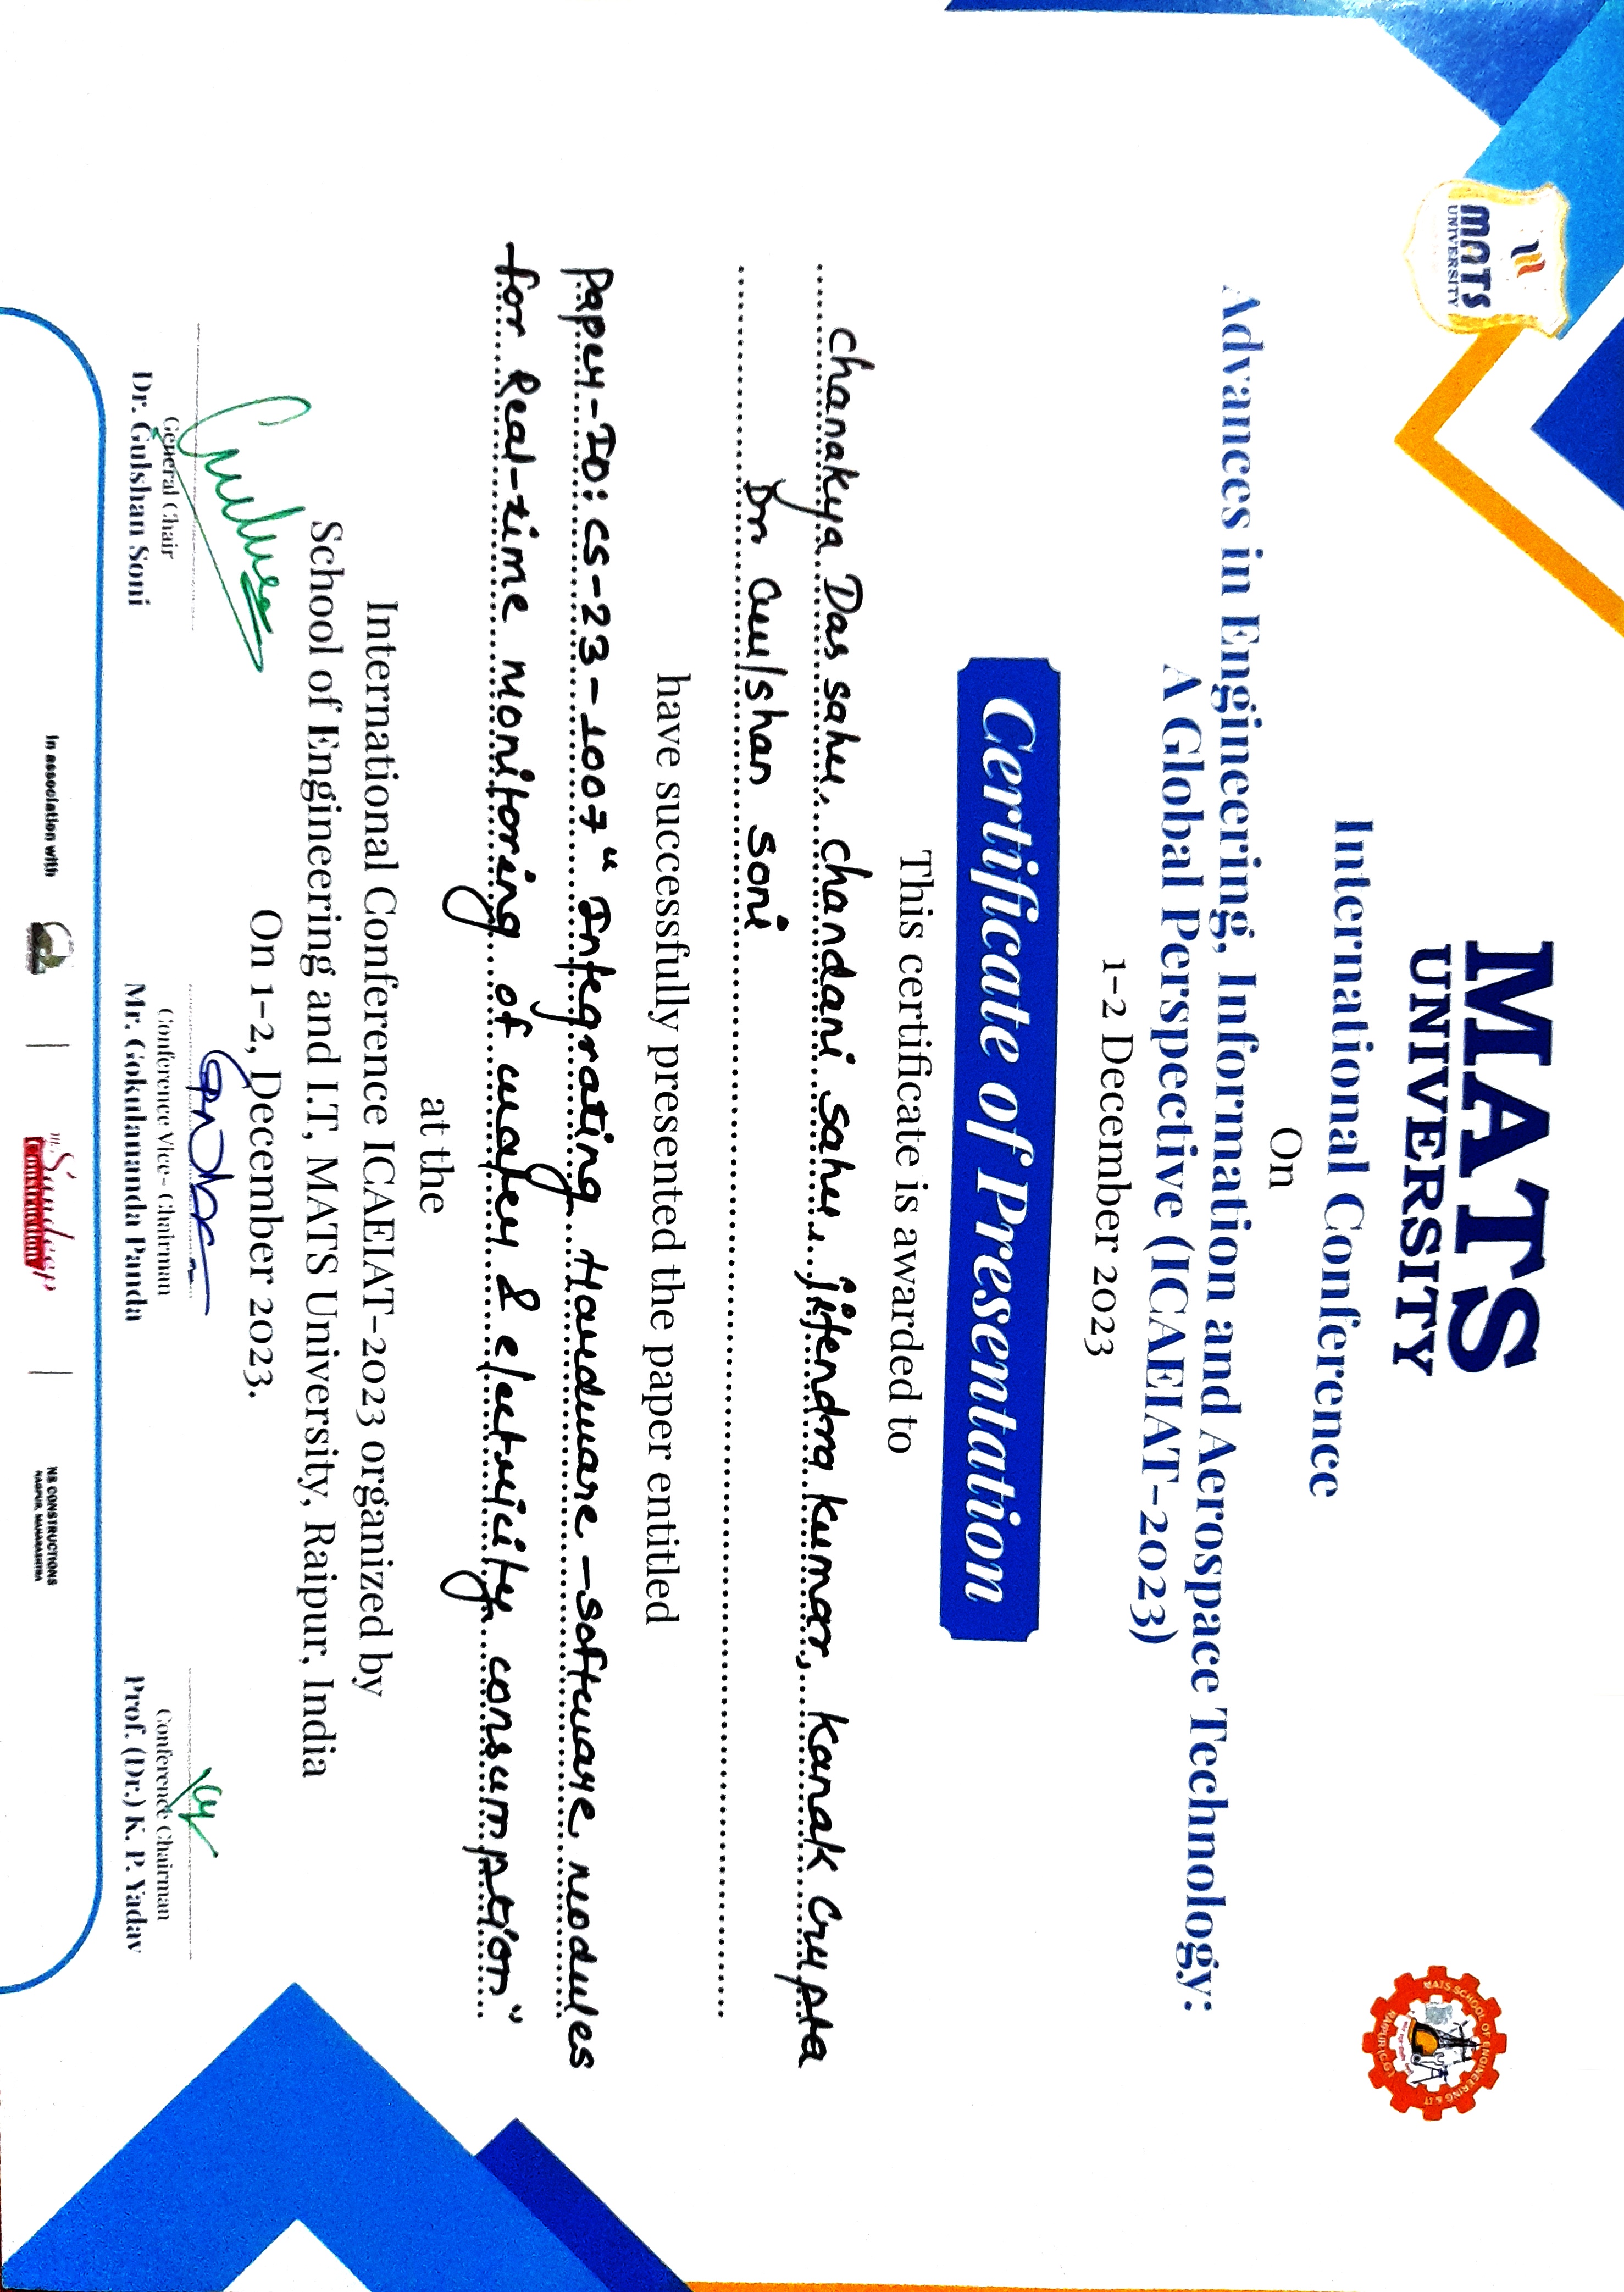 MATS
UNIVERSITY
MATS
UNIVERSITY
MATS SCHOOL OF ENGINEERING & IT
RAIPUR (C.G.)
International Conference
On
Advances in Engineering, Information and Aerospace Technology:
A Global Perspective (ICAEIAT-2023)
1-2 December 2023
Certificate of Presentation
This certificate is awarded to
Chanakya Das Sahu, Chandani Sahu, Jitendra Kumar, Kanak Gupta
Dr. Gulshan Soni
have successfully presented the paper entitled
Paper-ID: CS-23-1007 "Integrating Hardware-Software modules
for Real-time monitoring of water & electricity consumption"
at the
International Conference ICAEIAT-2023 organized by
School of Engineering and I.T, MATS University, Raipur, India
On 1-2, December 2023.
General Chair
Dr. Gulshan Soni
Conference Vice- Chairman
Mr. Gokulananda Panda
Conference Chairman
Prof. (Dr.) K. P. Yadav
In association with
M. Sandeep
Construction
NS CONSTRUCTIONS
NAGPUR, MAHARASHTRA